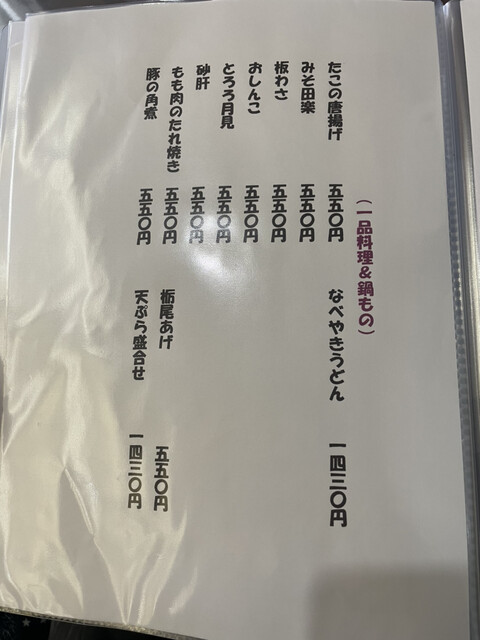 (一品料理&鍋もの)
たこの唐揚げ 五五〇円
みそ田楽 五五〇円
板わさ 五五〇円
おしんこ 五五〇円
とろろ月見 五五〇円
砂肝 五五〇円
もも肉のたれ焼き 五五〇円
豚の角煮 五五〇円
なべやきうどん 一四三〇円
栃尾あげ 五五〇円
天ぷら盛合せ 一四三〇円